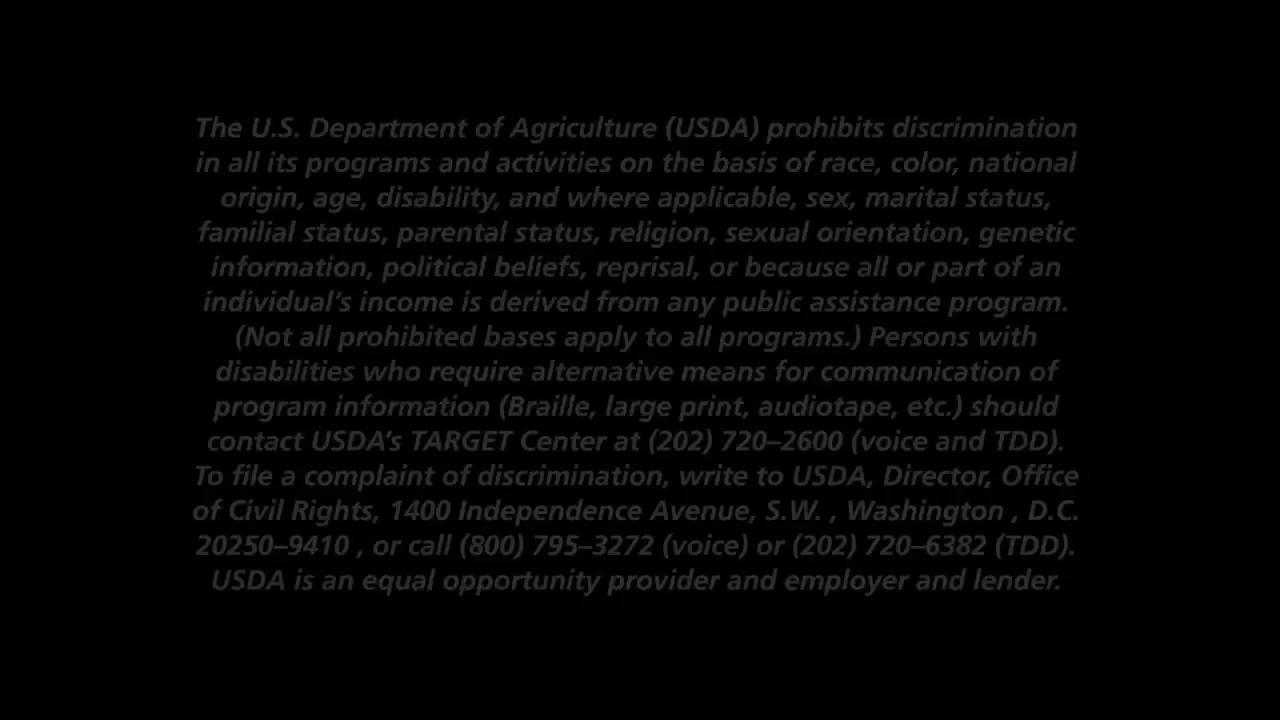 The U.S. Department of Agriculture (USDA) prohibits discrimination
in all its programs and activities on the basis of race, color, national
origin, age, disability, and where applicable, sex, marital status,
familial status, parental status, religion, sexual orientation, genetic
information, political beliefs, reprisal, or because all or part of an
individual’s income is derived from any public assistance program.
(Not all prohibited bases apply to all programs.) Persons with
disabilities who require alternative means for communication of
program information (Braille, large print, audiotape, etc.) should
contact USDA’s TARGET Center at (202) 720–2600 (voice and TDD).
To file a complaint of discrimination, write to USDA, Director, Office
of Civil Rights, 1400 Independence Avenue, S.W. , Washington , D.C.
20250–9410 , or call (800) 795–3272 (voice) or (202) 720–6382 (TDD).
USDA is an equal opportunity provider and employer and lender.